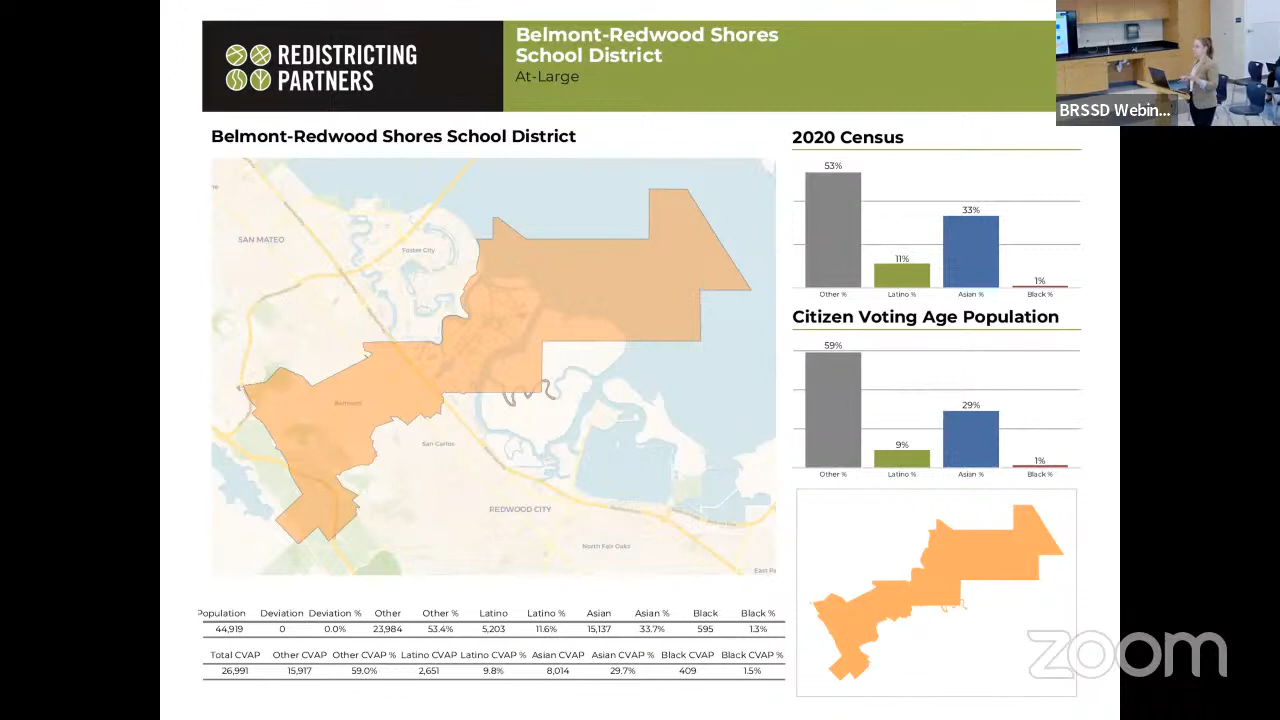 REDISTRICTING
PARTNERS
Belmont-Redwood Shores
School District
At-Large
BRSSD Webin...
Belmont-Redwood Shores School District
SAN MATEO
Foster City
Belmont
San Carlos
REDWOOD CITY
North Fair Oaks
East Pa
2020 Census
53%
11%
33%
1%
Other % Latino % Asian % Black %
Citizen Voting Age Population
59%
9%
29%
1%
Other % Latino % Asian % Black %
Population Deviation Deviation % Other Other % Latino Latino % Asian Asian % Black Black %
44,919 0 0.0% 23,984 53.4% 5,203 11.6% 15,137 33.7% 595 1.3%
Total CVAP Other CVAP Other CVAP % Latino CVAP Latino CVAP % Asian CVAP Asian CVAP % Black CVAP Black CVAP %
26,991 15,917 59.0% 2,651 9.8% 8,014 29.7% 409 1.5%
zoom